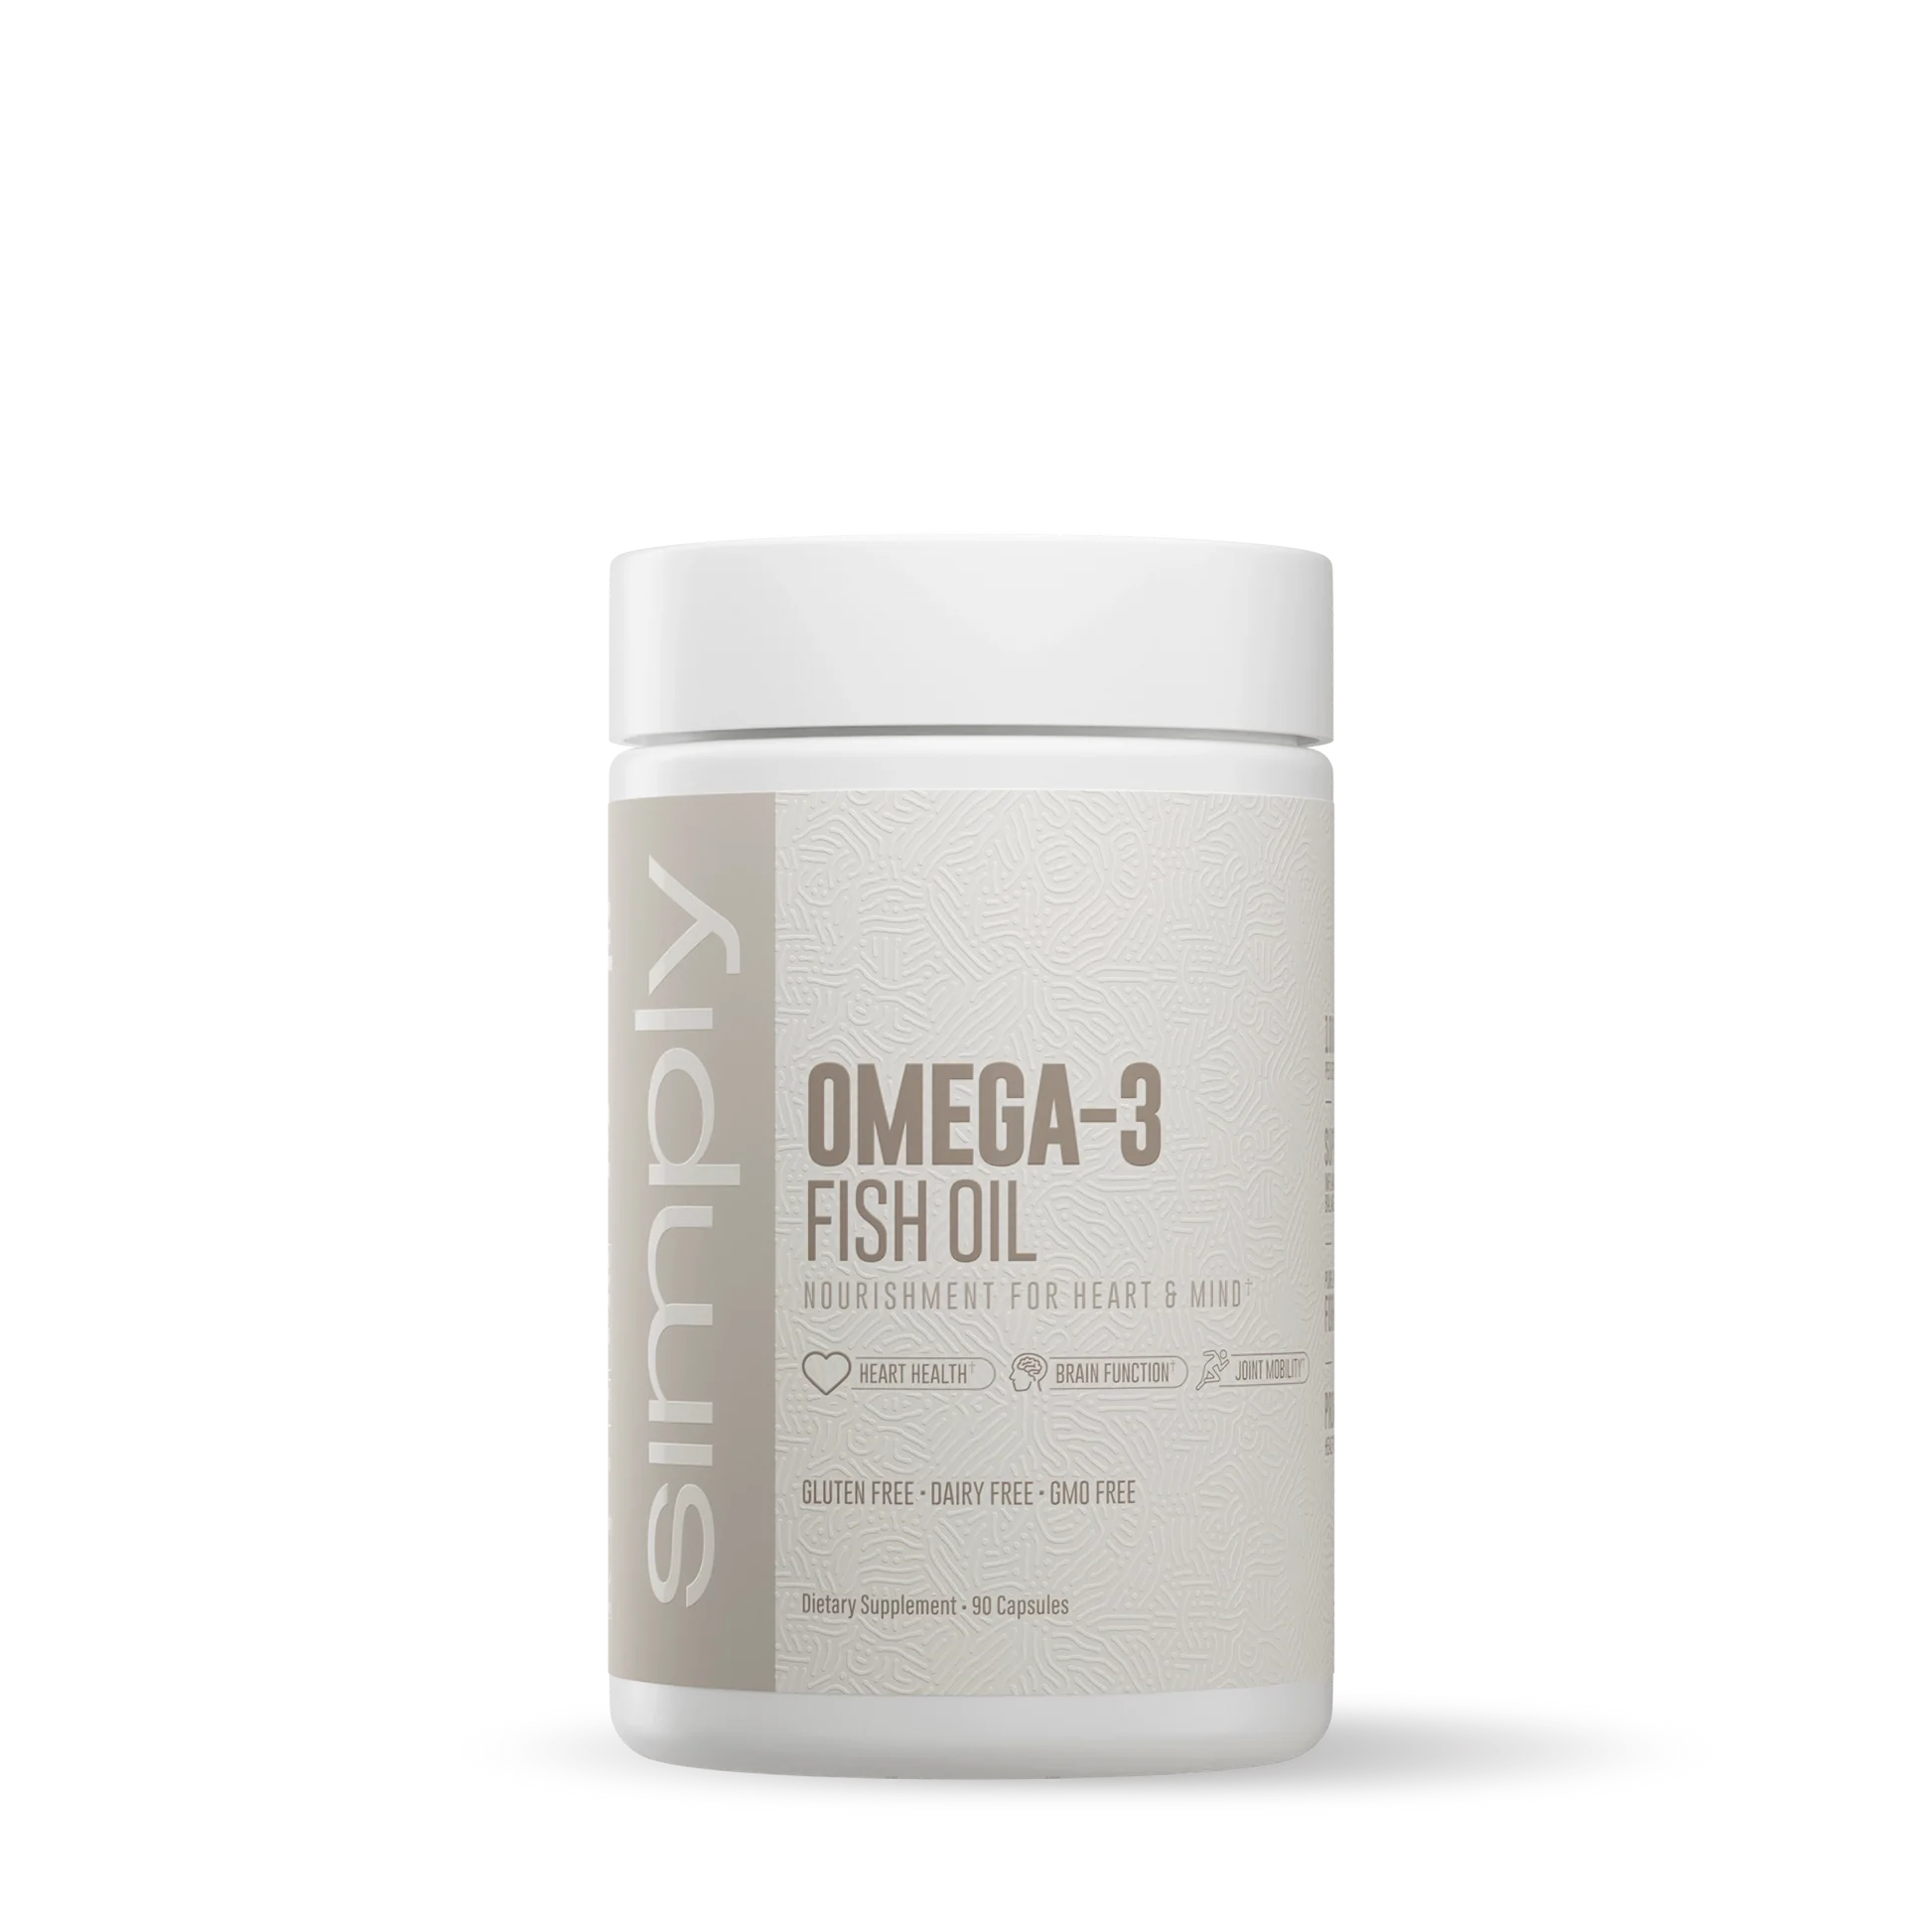 simply
OMEGA-3
FISH OIL
NOURISHMENT FOR HEART & MIND†
HEART HEALTH† BRAIN FUNCTION† JOINT MOBILITY†
GLUTEN FREE · DAIRY FREE · GMO FREE
Dietary Supplement · 90 Capsules